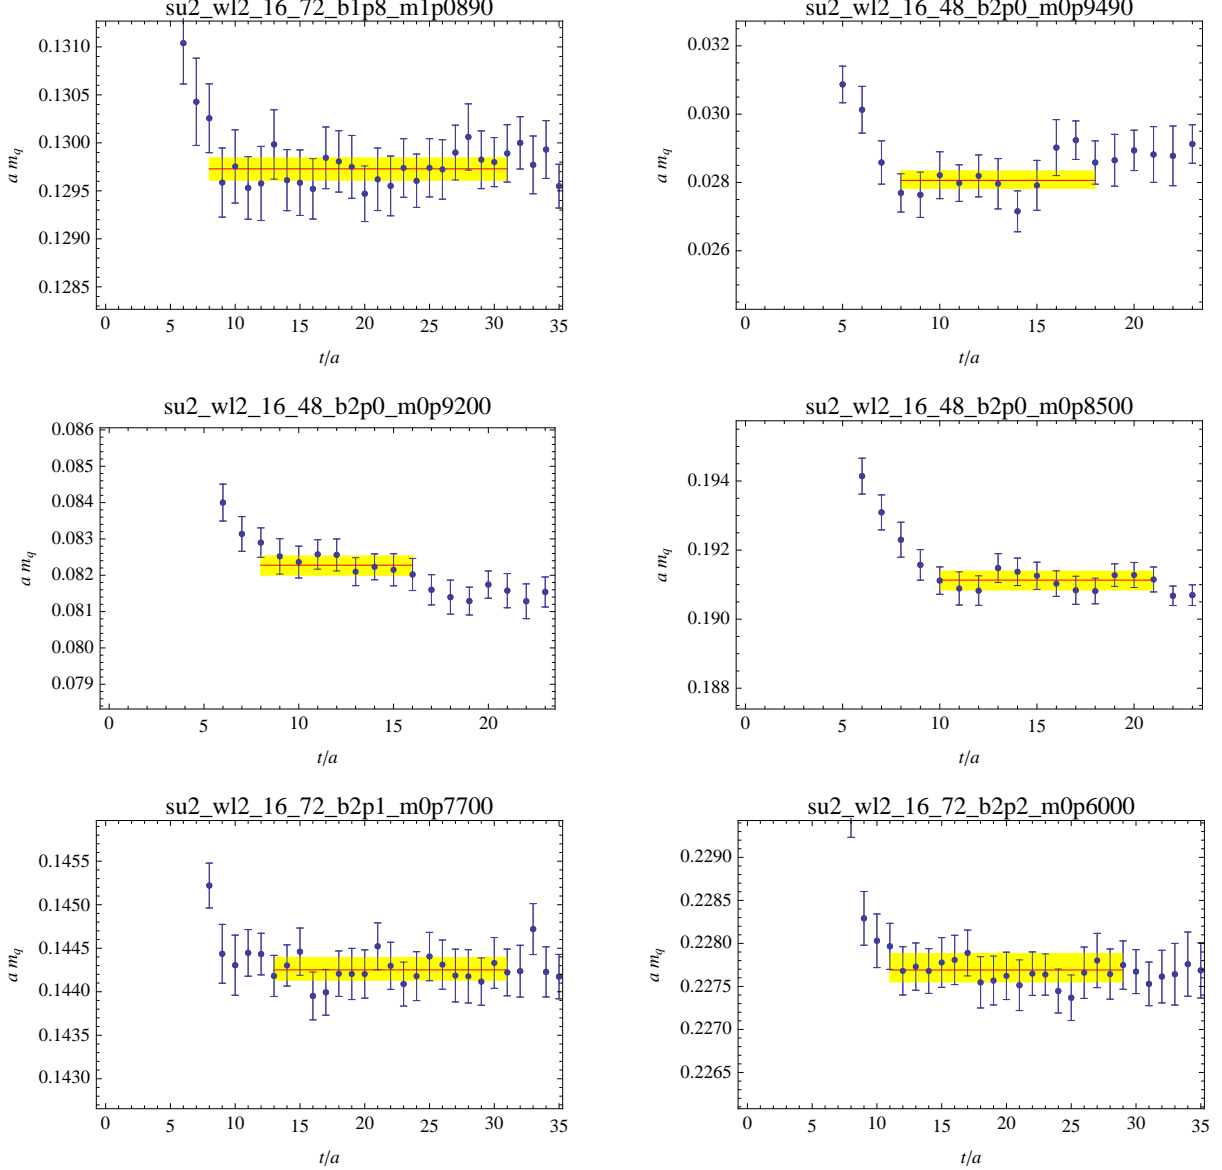 su2_wl2_16_72_b1p8_m1p0890
0.1310
0.1305
0.1300
0.1295
0.1290
0.1285
a m_q
0 5 10 15 20 25 30 35
t/a
su2_wl2_16_48_b2p0_m0p9490
0.032
0.030
0.028
0.026
a m_q
0 5 10 15 20
t/a
su2_wl2_16_48_b2p0_m0p9200
0.086
0.085
0.084
0.083
0.082
0.081
0.080
0.079
a m_q
0 5 10 15 20
t/a
su2_wl2_16_48_b2p0_m0p8500
0.194
0.192
0.190
0.188
a m_q
0 5 10 15 20
t/a
su2_wl2_16_72_b2p1_m0p7700
0.1455
0.1450
0.1445
0.1440
0.1435
0.1430
a m_q
0 5 10 15 20 25 30 35
t/a
su2_wl2_16_72_b2p2_m0p6000
0.2290
0.2285
0.2280
0.2275
0.2270
0.2265
a m_q
0 5 10 15 20 25 30 35
t/a